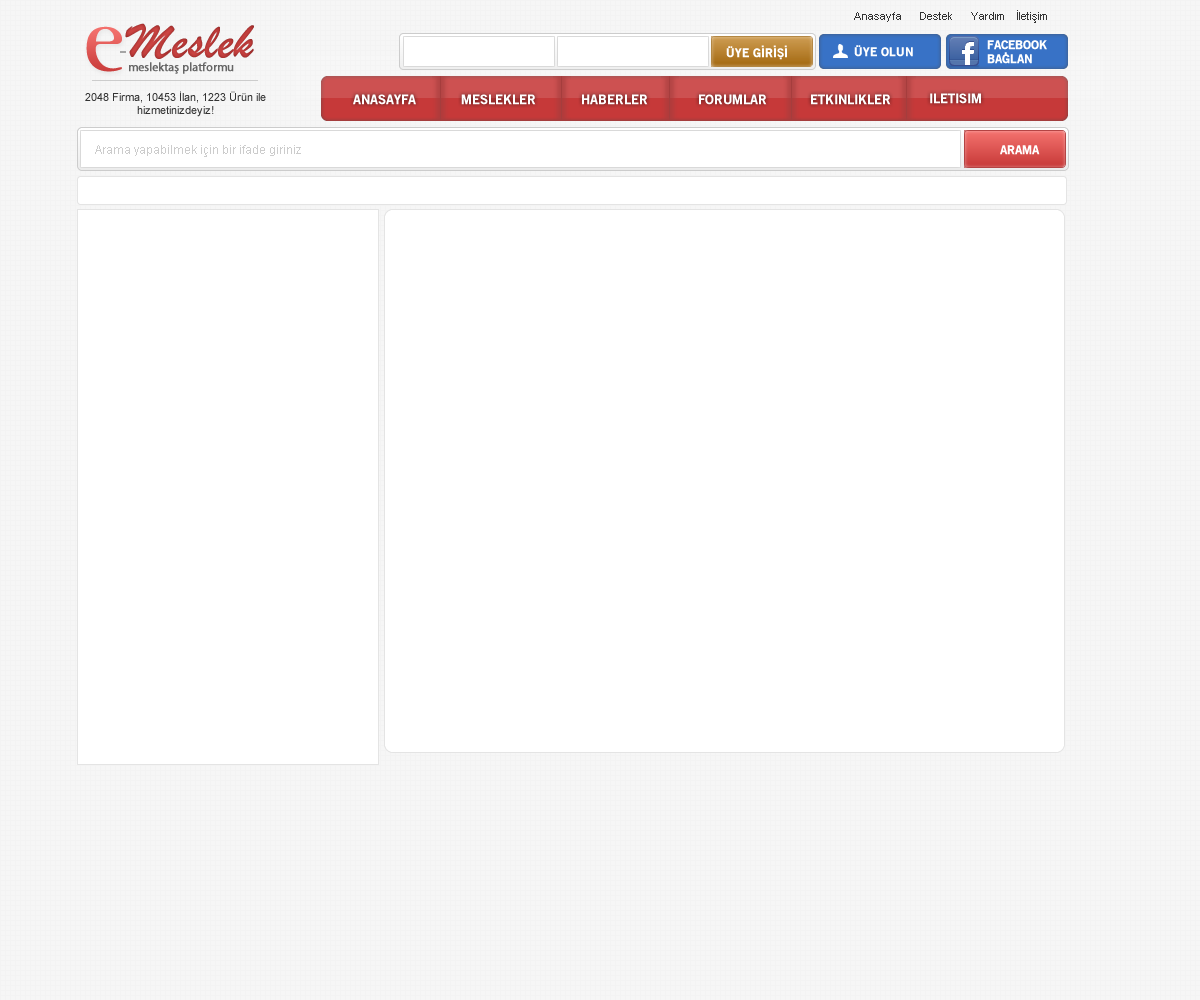 Anasayfa Destek Yardım İletişim
e-Meslek
meslektaş platformu
2048 Firma, 10453 İlan, 1223 Ürün ile
hizmetinizdeyiz!
ÜYE GİRİŞİ
ÜYE OLUN
FACEBOOK
BAĞLAN
ANASAYFA MESLEKLER HABERLER FORUMLAR ETKINLIKLER ILETISIM
Arama yapabilmek için bir ifade giriniz
ARAMA